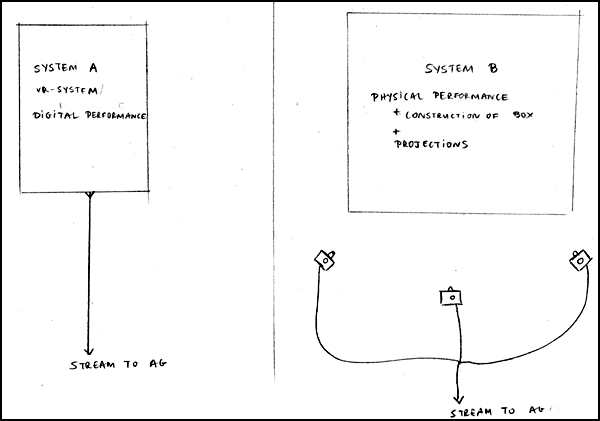 SYSTEM A
VR-SYSTEM/
DIGITAL PERFORMANCE
STREAM TO AG
SYSTEM B
PHYSICAL PERFORMANCE
+ CONSTRUCTION OF BOX
+
PROJECTIONS
STREAM TO AG